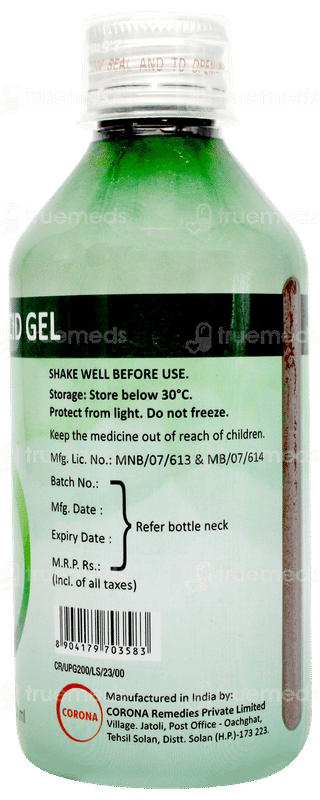 SEAL AND TO OPEN
GEL
SHAKE WELL BEFORE USE.
Storage: Store below 30°C.
Protect from light. Do not freeze.
Keep the medicine out of reach of children.
Mfg. Lic. No.: MNB/07/613 & MB/07/614
Batch No.:
Mfg. Date :
Expiry Date :
Refer bottle neck
M.R.P. Rs.:
(Incl. of all taxes)
8 904179 703583
CR/UPG200/LS/23/00
ml
CORONA
Manufactured in India by:
CORONA Remedies Private Limited
Village. Jatoli, Post Office - Oachghat,
Tehsil Solan, Distt. Solan (H.P.)-173 223.
truemeds